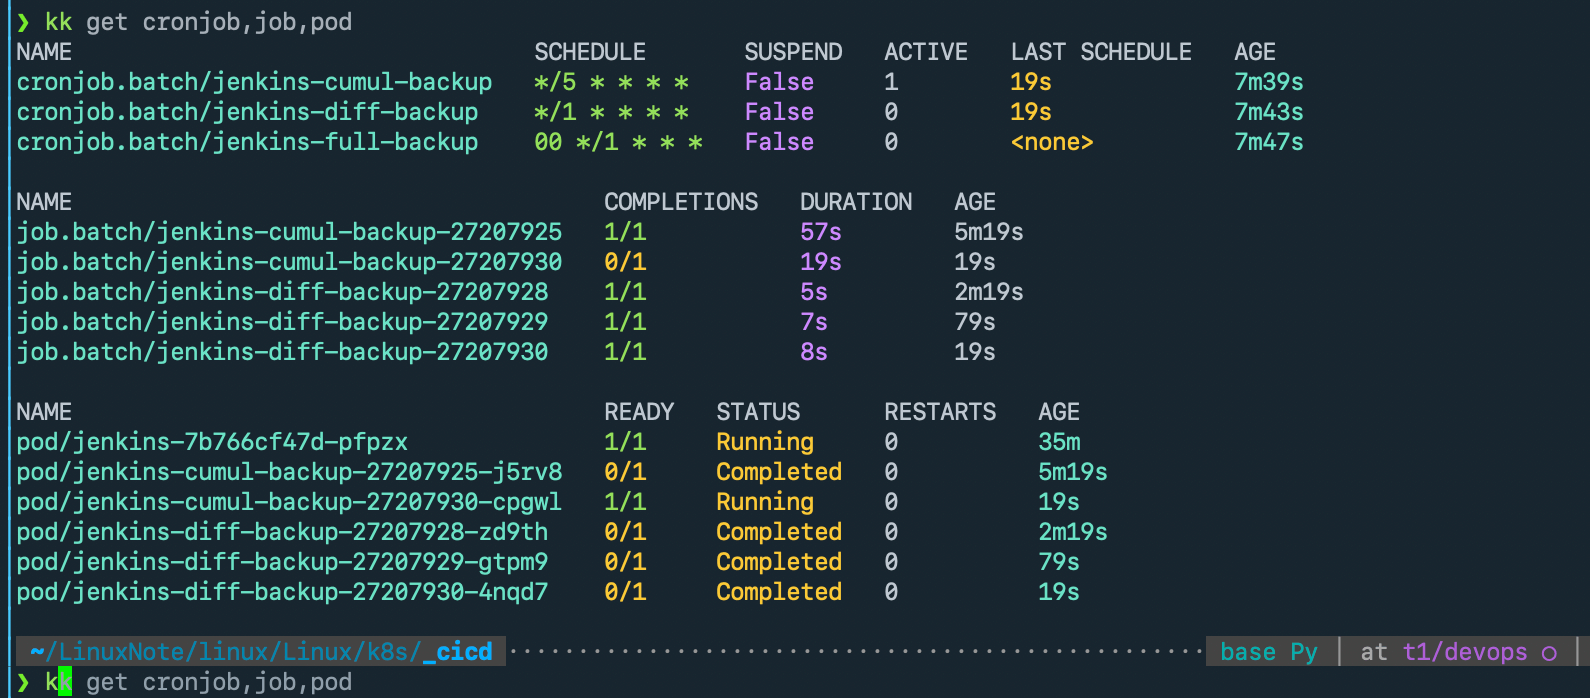 ❯ kk get cronjob,job,pod
NAME SCHEDULE SUSPEND ACTIVE LAST SCHEDULE AGE
cronjob.batch/jenkins-cumul-backup */5 * * * * False 1 19s 7m39s
cronjob.batch/jenkins-diff-backup */1 * * * * False 0 19s 7m43s
cronjob.batch/jenkins-full-backup 00 */1 * * * False 0 <none> 7m47s
NAME COMPLETIONS DURATION AGE
job.batch/jenkins-cumul-backup-27207925 1/1 57s 5m19s
job.batch/jenkins-cumul-backup-27207930 0/1 19s 19s
job.batch/jenkins-diff-backup-27207928 1/1 5s 2m19s
job.batch/jenkins-diff-backup-27207929 1/1 7s 79s
job.batch/jenkins-diff-backup-27207930 1/1 8s 19s
NAME READY STATUS RESTARTS AGE
pod/jenkins-7b766cf47d-pfpzx 1/1 Running 0 35m
pod/jenkins-cumul-backup-27207925-j5rv8 0/1 Completed 0 5m19s
pod/jenkins-cumul-backup-27207930-cpgwl 1/1 Running 0 19s
pod/jenkins-diff-backup-27207928-zd9th 0/1 Completed 0 2m19s
pod/jenkins-diff-backup-27207929-gtpm9 0/1 Completed 0 79s
pod/jenkins-diff-backup-27207930-4nqd7 0/1 Completed 0 19s
~/LinuxNote/linux/Linux/k8s/_cicd base Py | at t1/devops ○ |
❯ kk get cronjob,job,pod